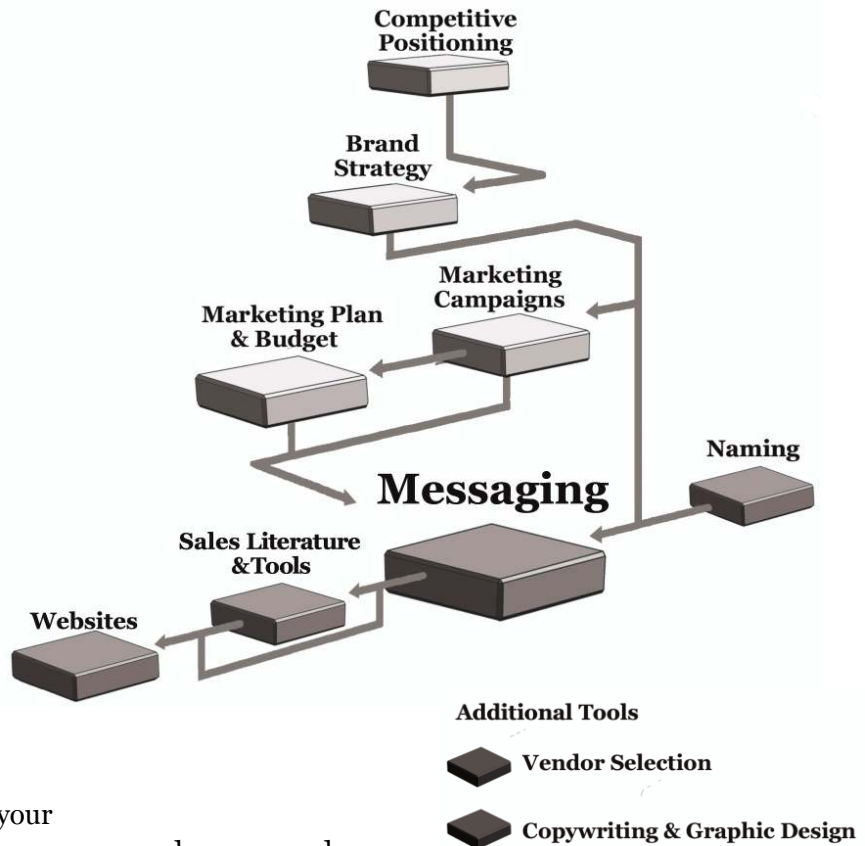 Competitive
Positioning
Brand
Strategy
Marketing
Campaigns
Marketing Plan
& Budget
Naming
Messaging
Sales Literature
&Tools
Websites
Additional Tools
Vendor Selection
Copywriting & Graphic Design
your